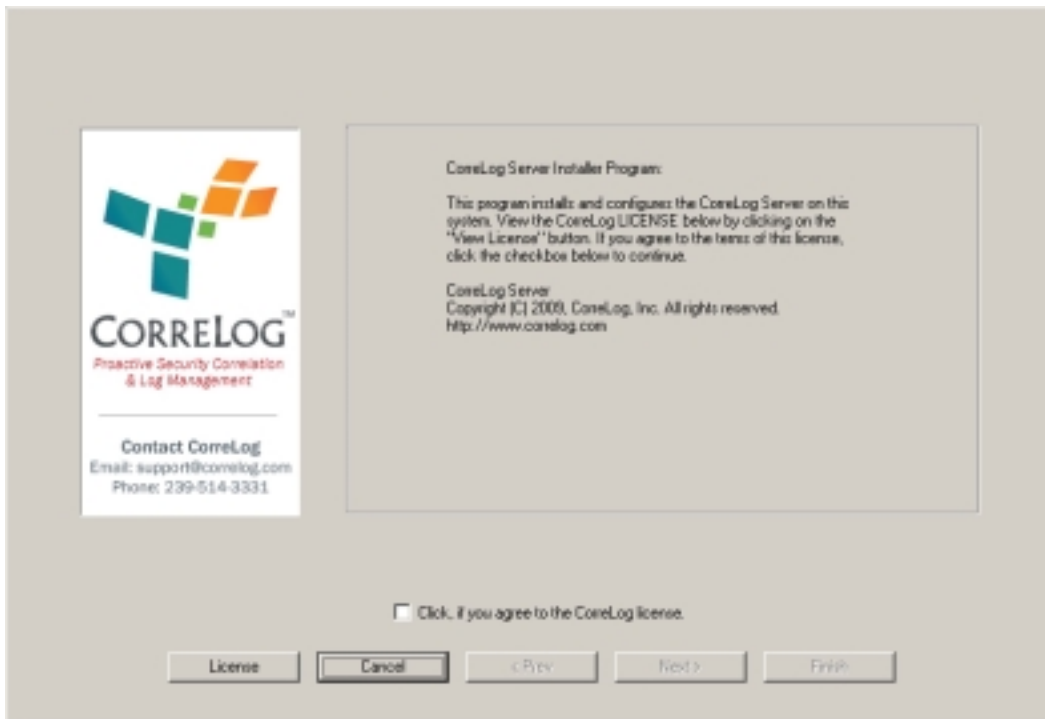 CORRELOG™
Proactive Security Correlation
& Log Management
Contact CorreLog
Email: support@correlog.com
Phone: 239-514-3331
CorreLog Server Installer Program:
This program installs and configures the CorreLog Server on this
system. View the CorreLog LICENSE below by clicking on the
"View License" button. If you agree to the terms of this license,
click the checkbox below to continue.
CorreLog Server
Copyright (C) 2009, CorreLog, Inc. All rights reserved.
http://www.correlog.com
Click, if you agree to the CorreLog license.
License
Cancel
< Prev
Next >
Finish